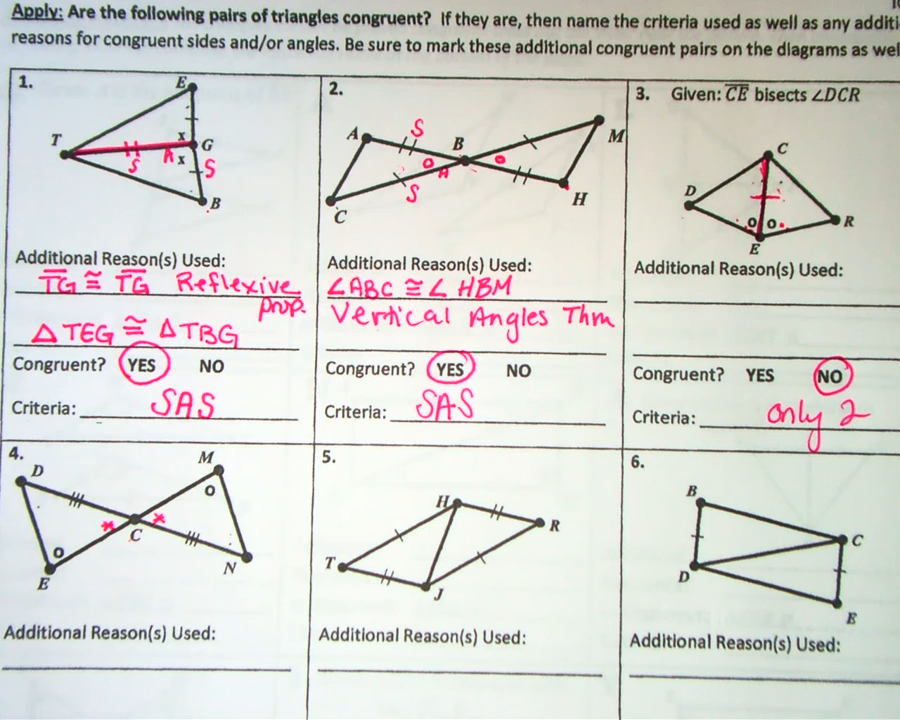 Apply: Are the following pairs of triangles congruent? If they are, then name the criteria used as well as any additi
reasons for congruent sides and/or angles. Be sure to mark these additional congruent pairs on the diagrams as wel
1.
E
T
G
B
x
x
S
A
S
Additional Reason(s) Used:
TG ≅ TG Reflexive
prop.
△TEG ≅ △TBG
Congruent? YES NO
Criteria: SAS
2.
A
S
B
M
A
S
H
C
Additional Reason(s) Used:
∠ABC ≅ ∠HBM
Vertical Angles Thm
Congruent? YES NO
Criteria: SAS
3. Given: CE bisects ∠DCR
C
D
R
E
Additional Reason(s) Used:
Congruent? YES NO
Criteria: only 2
4.
D
M
C
E
N
Additional Reason(s) Used:
5.
H
R
T
J
Additional Reason(s) Used:
6.
B
C
D
E
Additional Reason(s) Used: